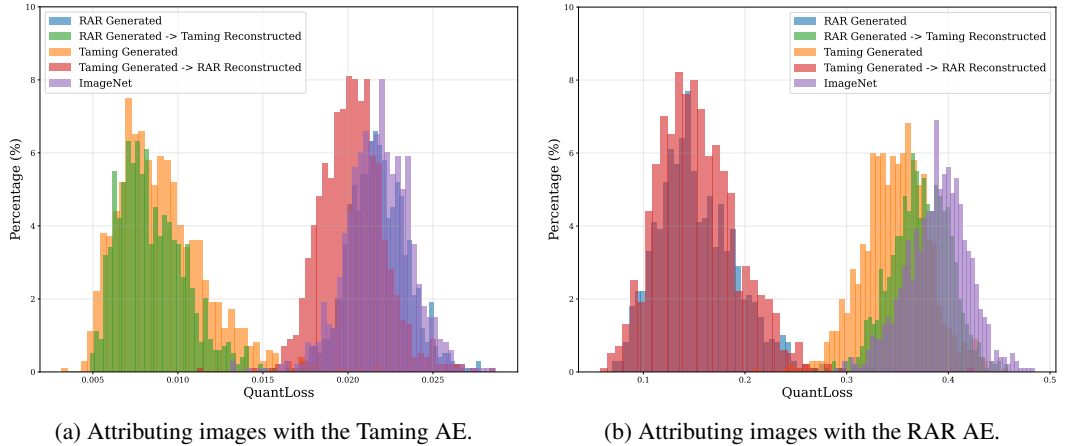 10
8
6
4
2
0
Percentage (%)
RAR Generated
RAR Generated -> Taming Reconstructed
Taming Generated
Taming Generated -> RAR Reconstructed
ImageNet
0.005
0.010
0.015
0.020
0.025
QuantLoss
(a) Attributing images with the Taming AE.
10
8
6
4
2
0
Percentage (%)
RAR Generated
RAR Generated -> Taming Reconstructed
Taming Generated
Taming Generated -> RAR Reconstructed
ImageNet
0.1
0.2
0.3
0.4
0.5
QuantLoss
(b) Attributing images with the RAR AE.